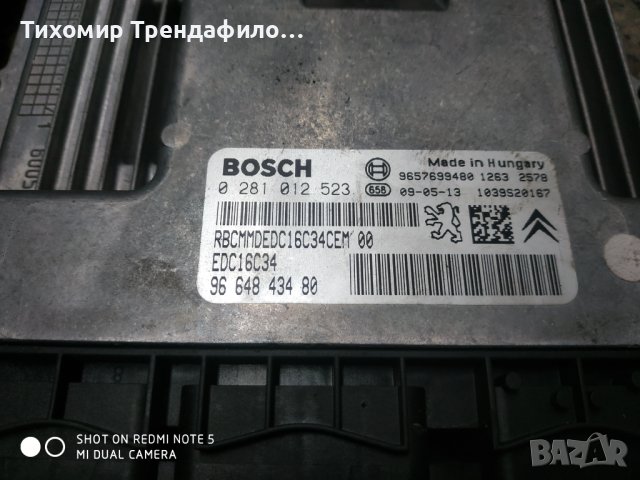 Тихомир Трендафило...
BOSCH
0 281 012 523
Made in Hungary
9657699480 1263 2578
658 09-05-13 1039S20167
RBCMMDEDC16C34CEM 00
EDC16C34
96 648 434 80
SHOT ON REDMI NOTE 5
MI DUAL CAMERA
BAZAR